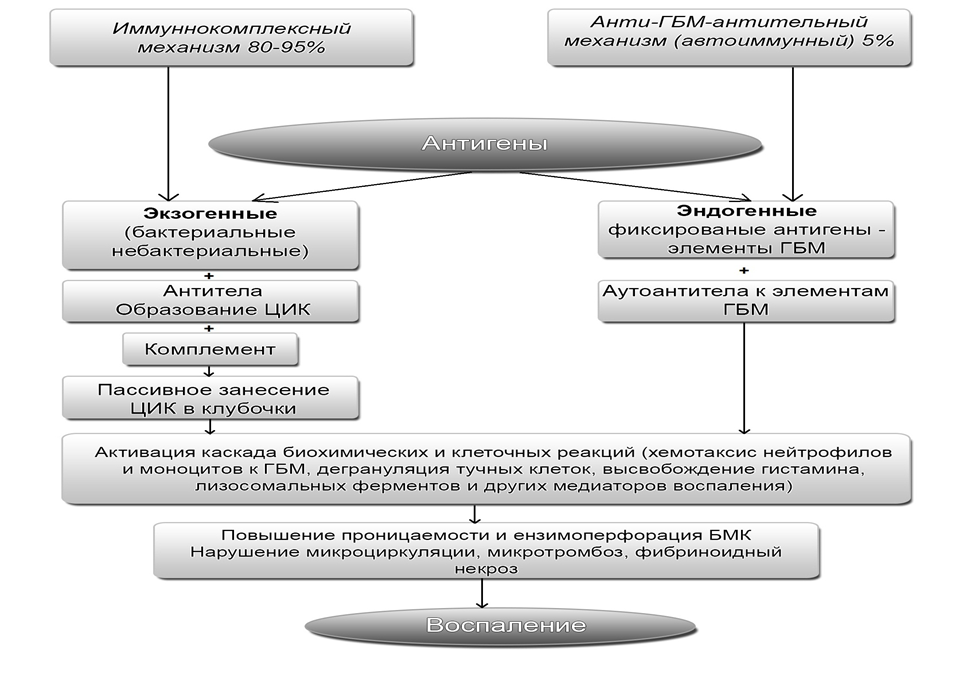 Иммуннокомплексный
механизм 80-95%
Анти-ГБМ-антительный
механизм (автоиммунный) 5%
Антигены
Экзогенные
(бактериальные
небактериальные)
+
Антитела
Образование ЦИК
+
Комплемент
Пассивное занесение
ЦИК в клубочки
Эндогенные
фиксированые антигены -
элементы ГБМ
+
Аутоантитела к элементам
ГБМ
Активация каскада биохимических и клеточных реакций (хемотаксис нейтрофилов
и моноцитов к ГБМ, дегрануляция тучных клеток, высвобождение гистамина,
лизосомальных ферментов и других медиаторов воспаления)
Повышение проницаемости и ензимоперфорация БМК
Нарушение микроциркуляции, микротромбоз, фибриноидный
некроз
Воспаление